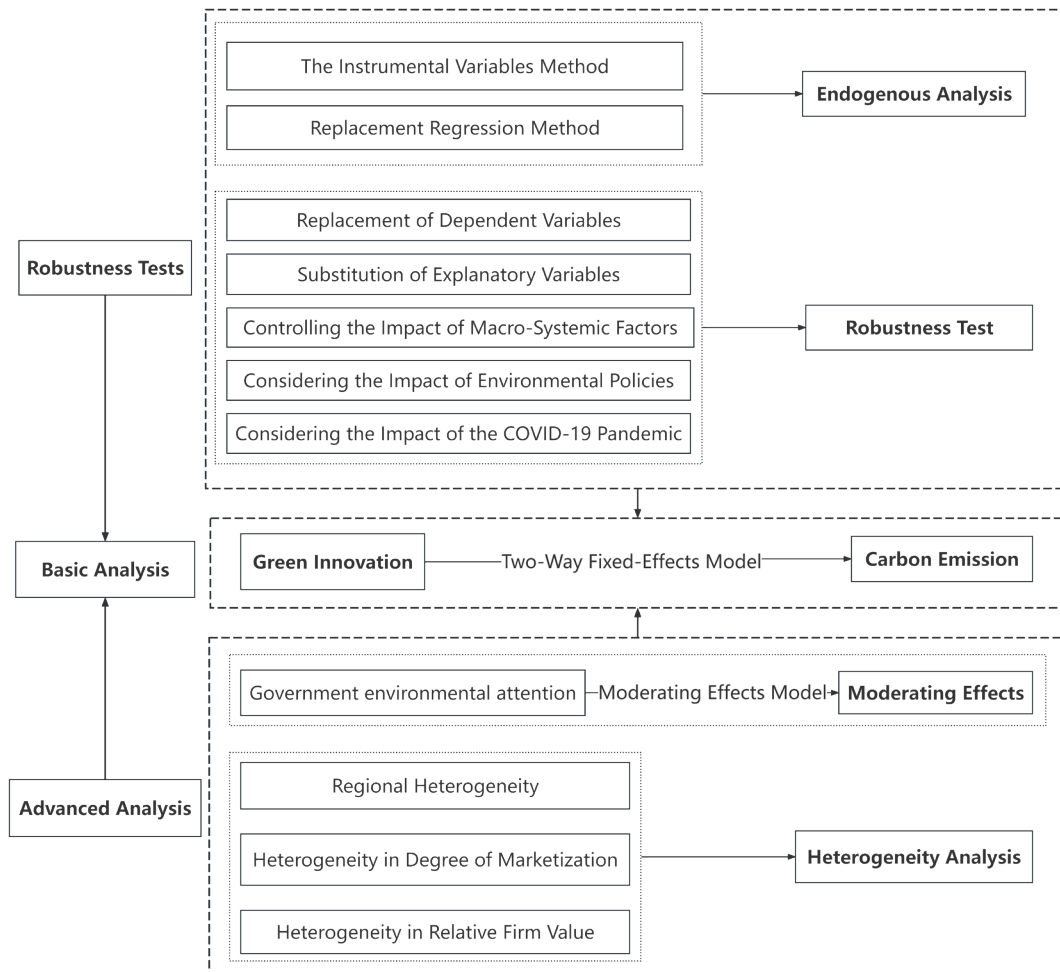 The Instrumental Variables Method
Replacement Regression Method
Endogenous Analysis
Replacement of Dependent Variables
Substitution of Explanatory Variables
Controlling the Impact of Macro-Systemic Factors
Considering the Impact of Environmental Policies
Considering the Impact of the COVID-19 Pandemic
Robustness Test
Robustness Tests
Basic Analysis
Green Innovation
Two-Way Fixed-Effects Model
Carbon Emission
Government environmental attention
Moderating Effects Model
Moderating Effects
Advanced Analysis
Regional Heterogeneity
Heterogeneity in Degree of Marketization
Heterogeneity in Relative Firm Value
Heterogeneity Analysis